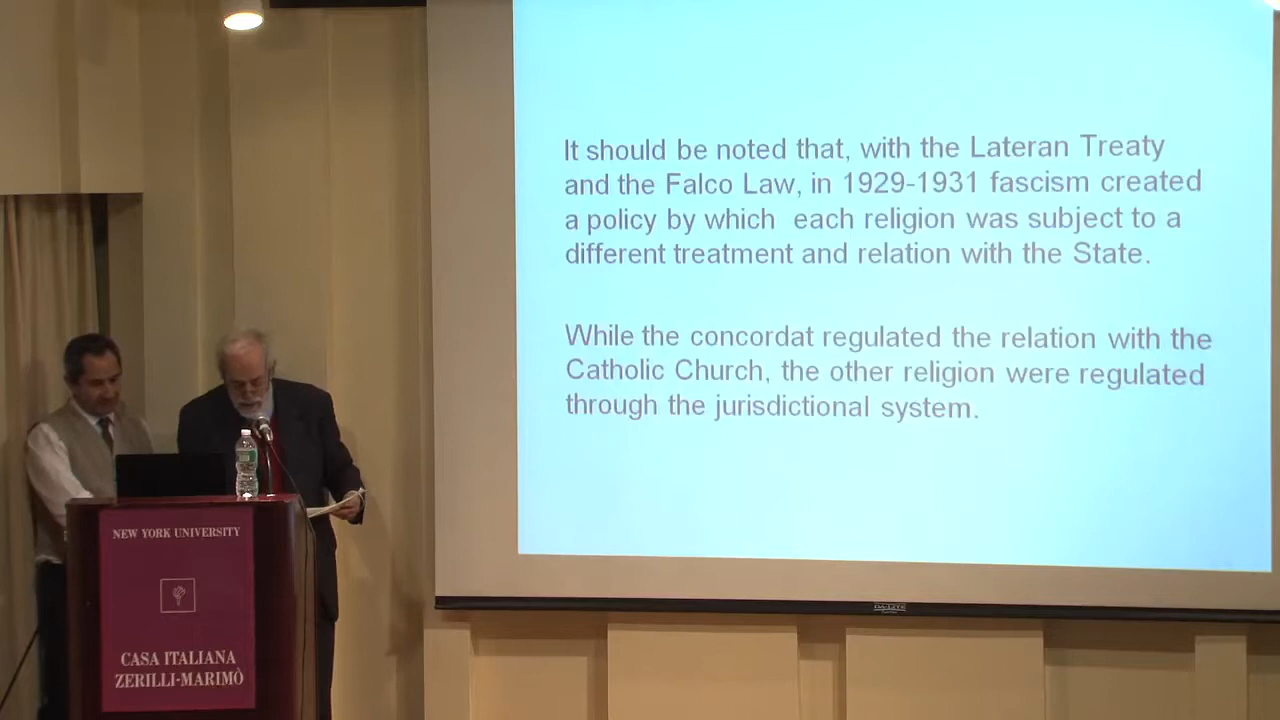 It should be noted that, with the Lateran Treaty
and the Falco Law, in 1929-1931 fascism created
a policy by which each religion was subject to a
different treatment and relation with the State.
While the concordat regulated the relation with the
Catholic Church, the other religion were regulated
through the jurisdictional system.
DA-LITE
NEW YORK UNIVERSITY
CASA ITALIANA
ZERILLI-MARIMÒ